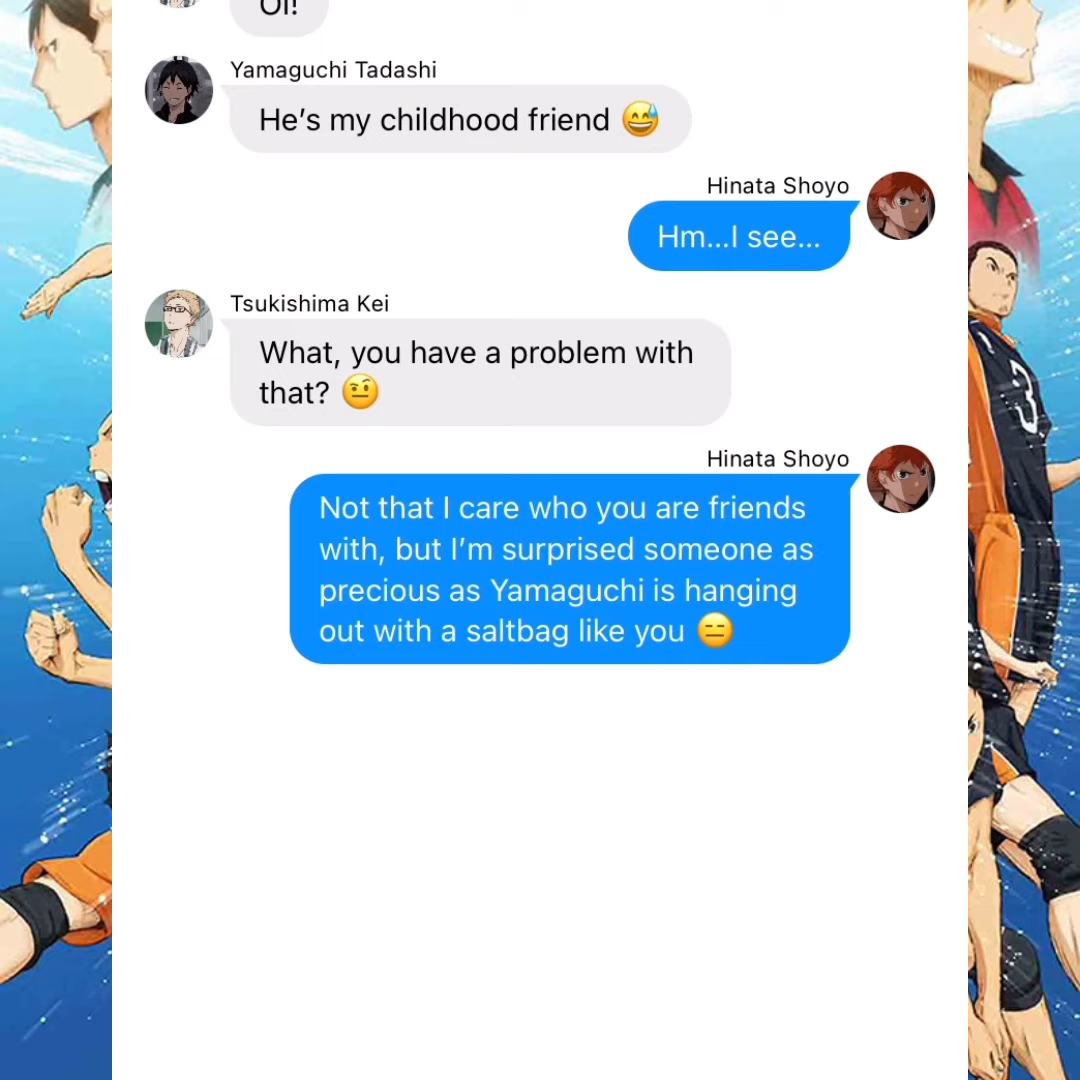 OI!
Yamaguchi Tadashi
He’s my childhood friend 😅
Hinata Shoyo
Hm...I see...
Tsukishima Kei
What, you have a problem with
that? 🤨
Hinata Shoyo
Not that I care who you are friends
with, but I’m surprised someone as
precious as Yamaguchi is hanging
out with a saltbag like you 😑
3